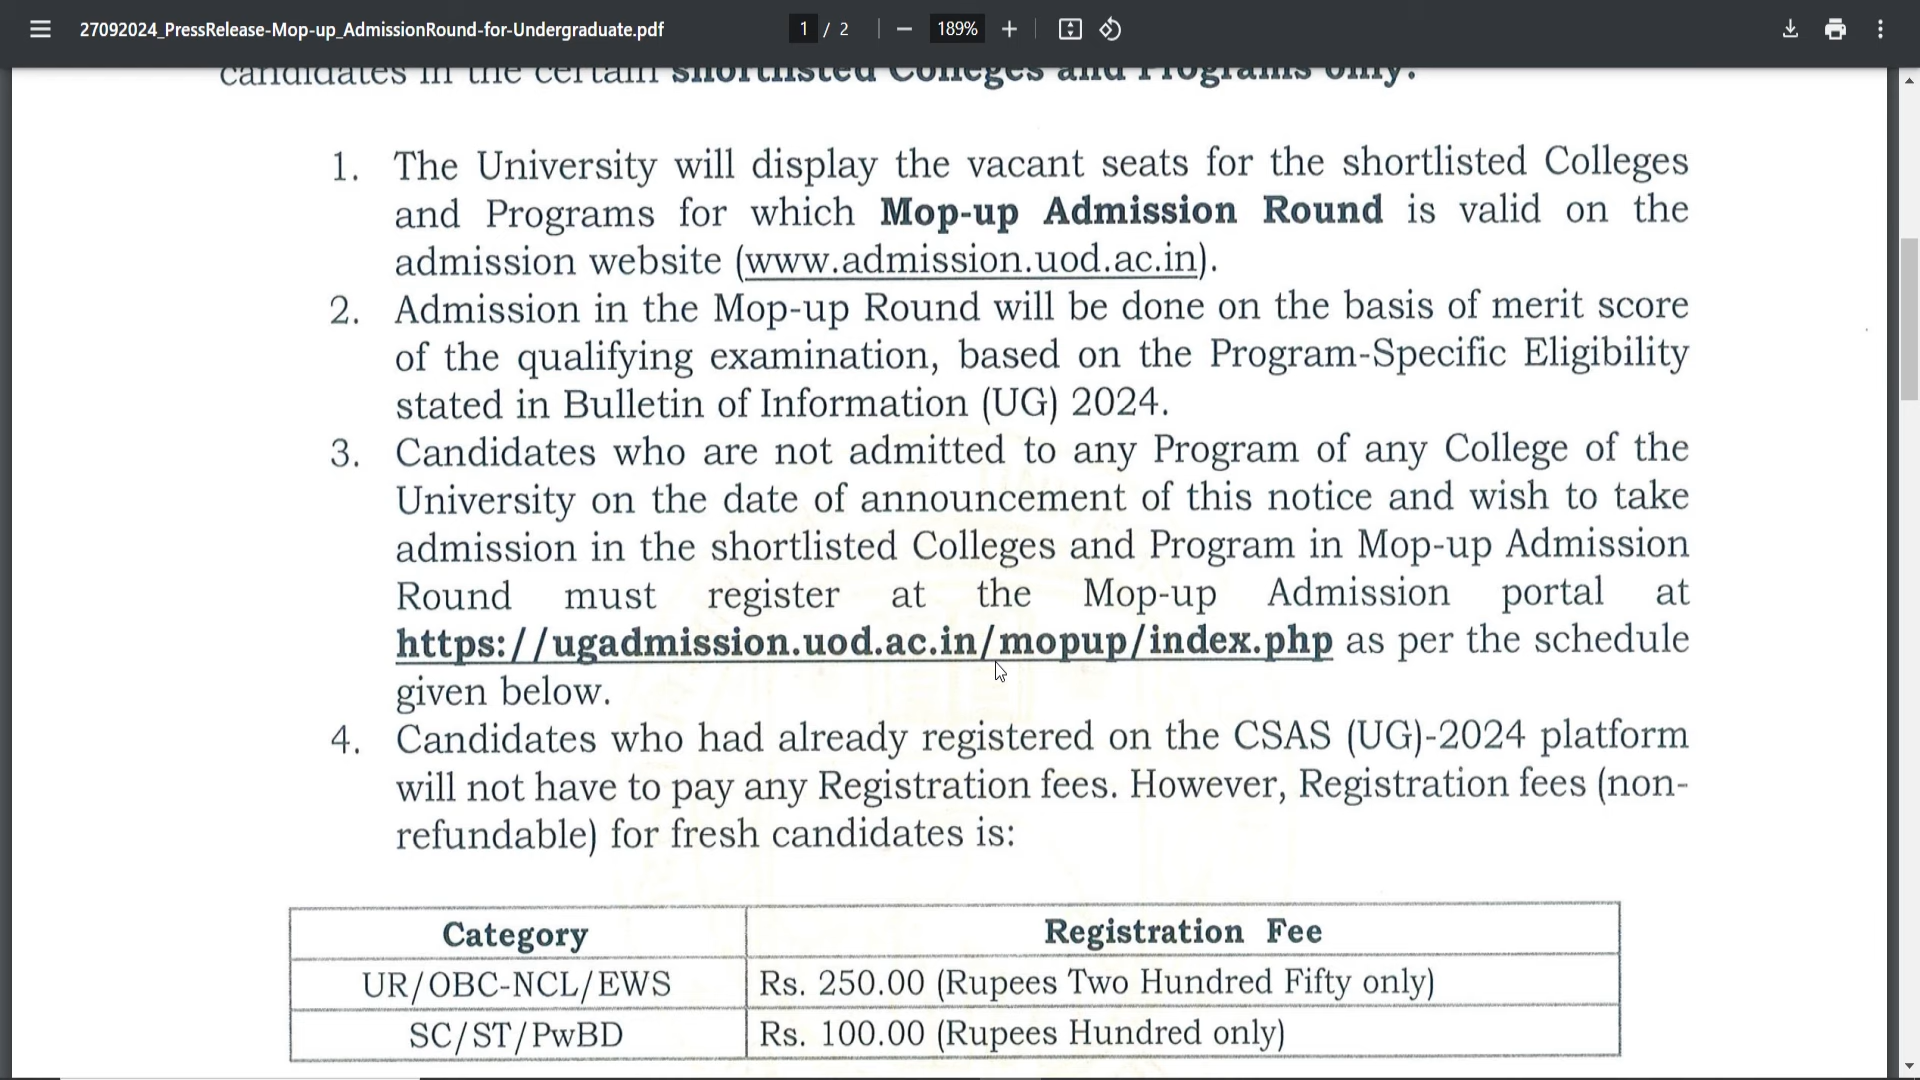 27092024_PressRelease-Mop-up_AdmissionRound-for-Undergraduate.pdf
1 / 2
189%
candidates in the certain shortlisted Colleges and Programs only.
1. The University will display the vacant seats for the shortlisted Colleges
and Programs for which Mop-up Admission Round is valid on the
admission website (www.admission.uod.ac.in).
2. Admission in the Mop-up Round will be done on the basis of merit score
of the qualifying examination, based on the Program-Specific Eligibility
stated in Bulletin of Information (UG) 2024.
3. Candidates who are not admitted to any Program of any College of the
University on the date of announcement of this notice and wish to take
admission in the shortlisted Colleges and Program in Mop-up Admission
Round must register at the Mop-up Admission portal at
https://ugadmission.uod.ac.in/mopup/index.php as per the schedule
given below.
4. Candidates who had already registered on the CSAS (UG)-2024 platform
will not have to pay any Registration fees. However, Registration fees (non-
refundable) for fresh candidates is:
Category Registration Fee
UR/OBC-NCL/EWS Rs. 250.00 (Rupees Two Hundred Fifty only)
SC/ST/PwBD Rs. 100.00 (Rupees Hundred only)